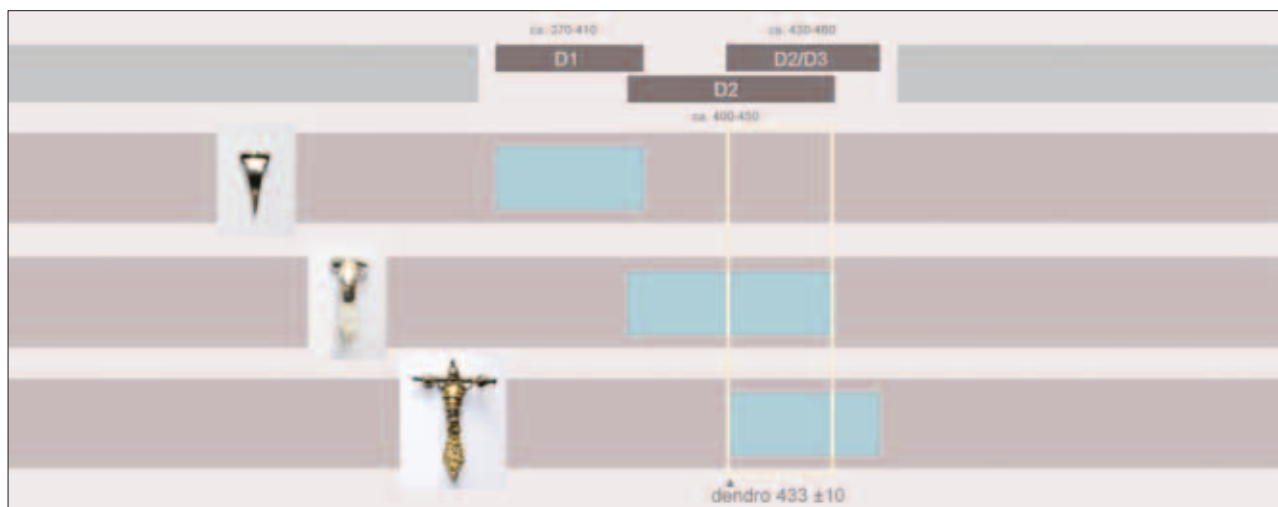 ca. 370-410
ca. 430-460
D1
D2/D3
D2
ca. 400-450
dendro 433 ±10